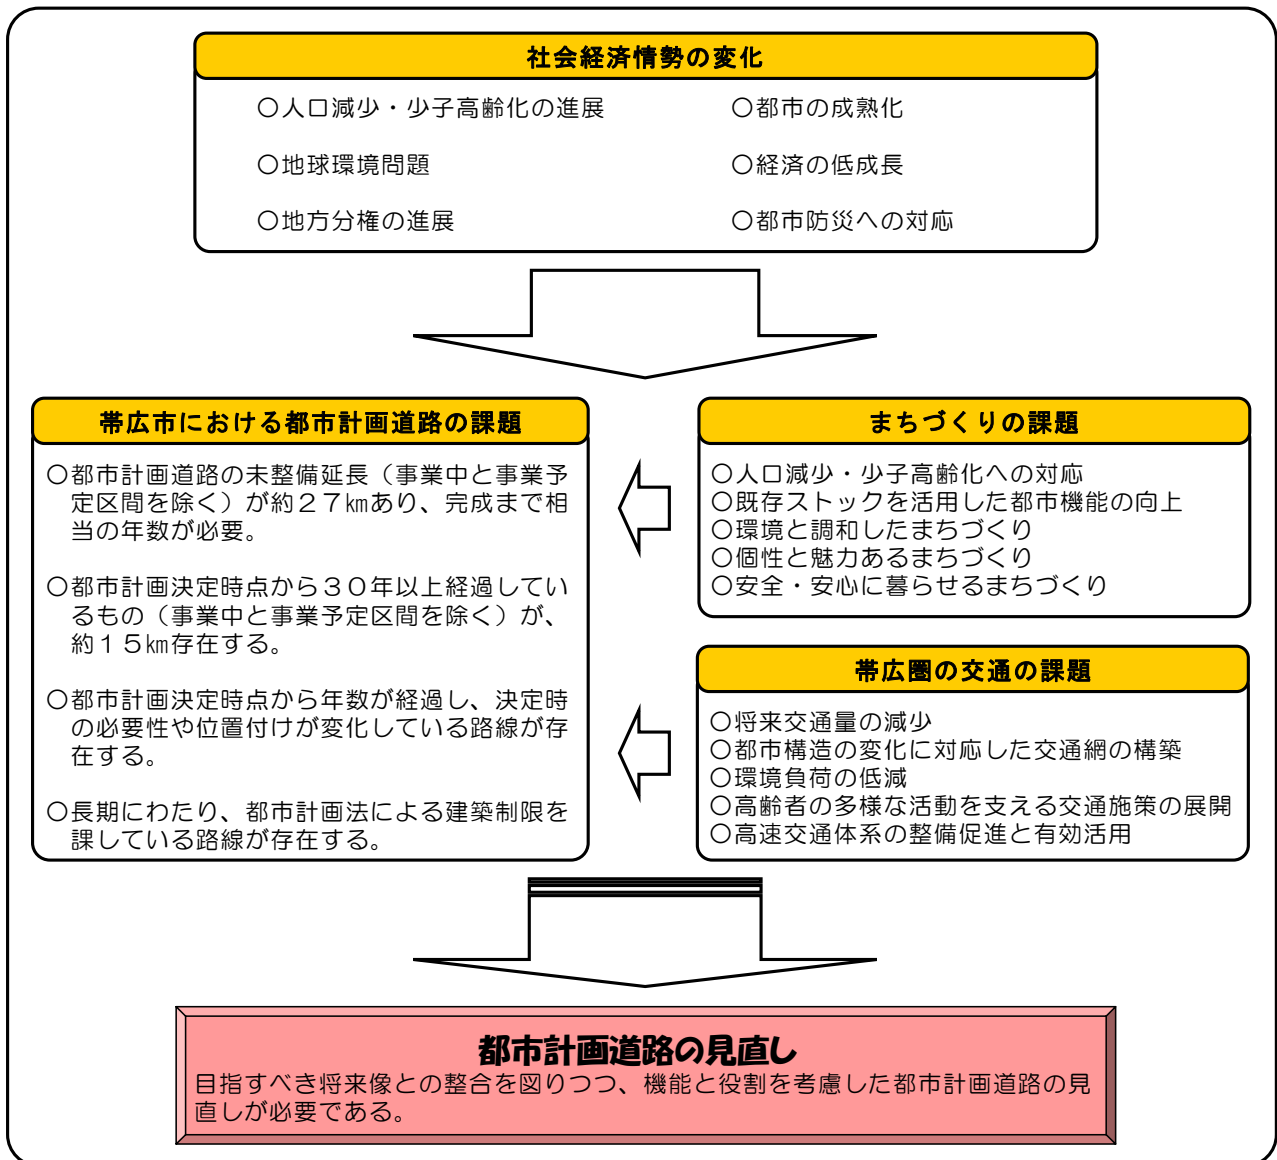 社会経済情勢の変化
〇人口減少・少子高齢化の進展
〇都市の成熟化
〇地球環境問題
〇経済の低成長
〇地方分権の進展
〇都市防災への対応
帯広市における都市計画道路の課題
〇都市計画道路の未整備延長（事業中と事業予
定区間を除く）が約２７㎞あり、完成まで相
当の年数が必要。
〇都市計画決定時点から３０年以上経過してい
るもの（事業中と事業予定区間を除く）が、
約１５㎞存在する。
〇都市計画決定時点から年数が経過し、決定時
の必要性や位置付けが変化している路線が存
在する。
〇長期にわたり、都市計画法による建築制限を
課している路線が存在する。
まちづくりの課題
〇人口減少・少子高齢化への対応
〇既存ストックを活用した都市機能の向上
〇環境と調和したまちづくり
〇個性と魅力あるまちづくり
〇安全・安心に暮らせるまちづくり
帯広圏の交通の課題
〇将来交通量の減少
〇都市構造の変化に対応した交通網の構築
〇環境負荷の低減
〇高齢者の多様な活動を支える交通施策の展開
〇高速交通体系の整備促進と有効活用
都市計画道路の見直し
目指すべき将来像との整合を図りつつ、機能と役割を考慮した都市計画道路の見
直しが必要である。